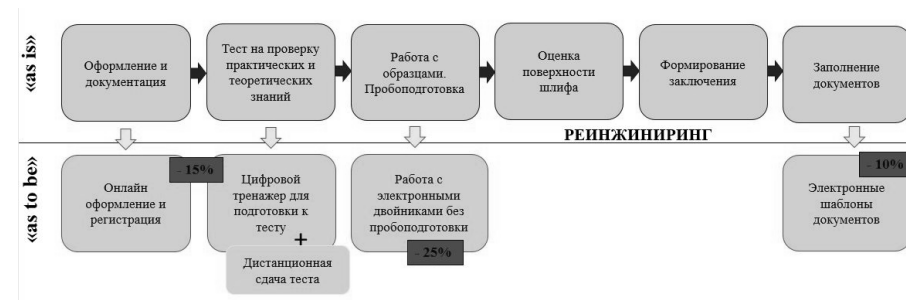 «as is»
Оформление и
документация
Тест на проверку
практических и
теоретических
знаний
Работа с
образцами.
Пробоподготовка
Оценка
поверхности
шлифа
Формирование
заключения
Заполнение
документов
РЕИНЖИНИРИНГ
«as to be»
Онлайн
оформление и
регистрация
- 15%
Цифровой
тренажер для
подготовки к
тесту
+
Дистанционная
сдача теста
Работа с
электронными
двойниками без
пробоподготовки
- 25%
- 10%
Электронные
шаблоны
документов